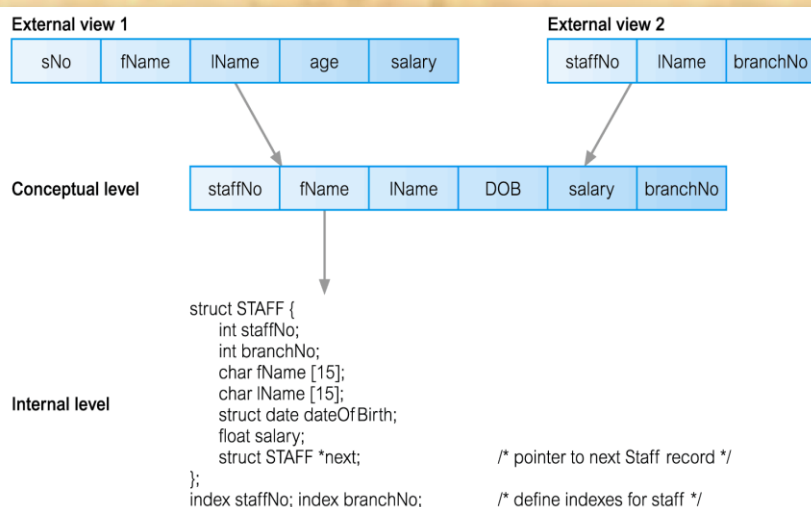 External view 1 External view 2
sNo fName lName age salary staffNo lName branchNo
Conceptual level staffNo fName lName DOB salary branchNo
struct STAFF {
int staffNo;
int branchNo;
char fName [15];
char lName [15];
Internal level
struct date dateOfBirth;
float salary;
struct STAFF *next; /* pointer to next Staff record */
};
index staffNo; index branchNo; /* define indexes for staff */